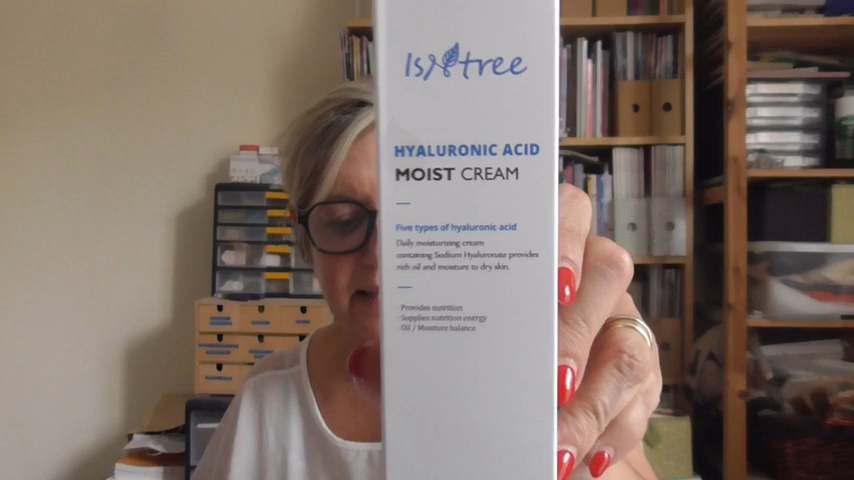 Isntree
HYALURONIC ACID
MOIST CREAM
Five types of hyaluronic acid
Daily moisturizing cream
containing Sodium Hyaluronate provides
rich oil and moisture to dry skin.
·Provides nutrition
·Supplies nutrition energy
·Oil / Moisture balance